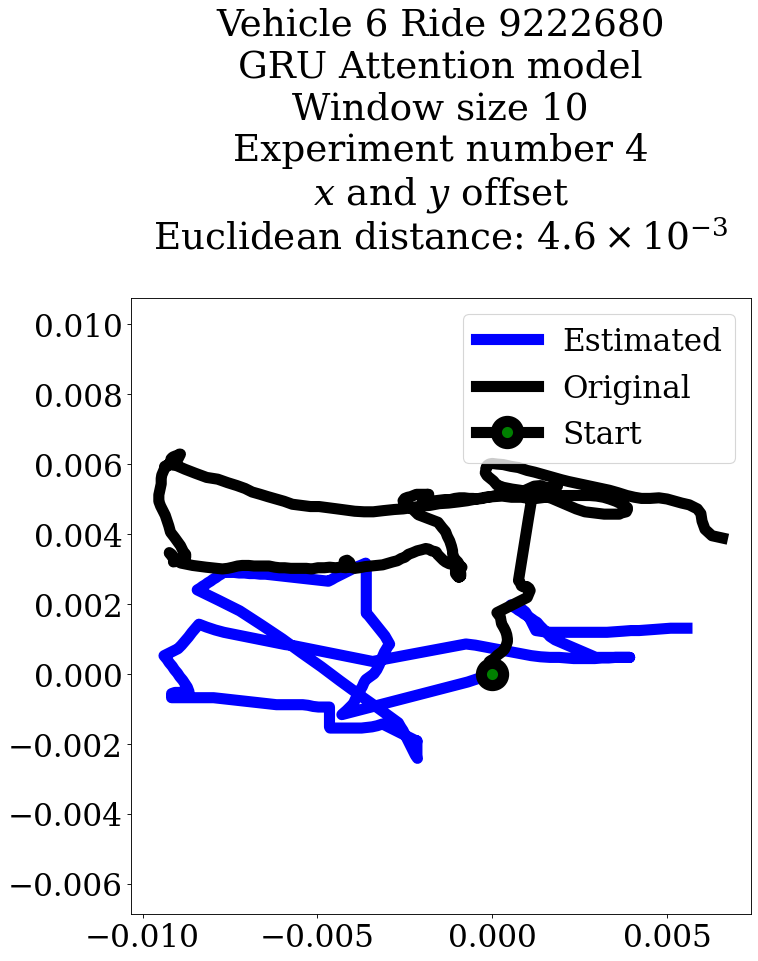 Vehicle 6 Ride 9222680
GRU Attention model
Window size 10
Experiment number 4
x and y offset
Euclidean distance: 4.6 × 10⁻³
Estimated
Original
Start
0.010
0.008
0.006
0.004
0.002
0.000
−0.002
−0.004
−0.006
−0.010 −0.005 0.000 0.005